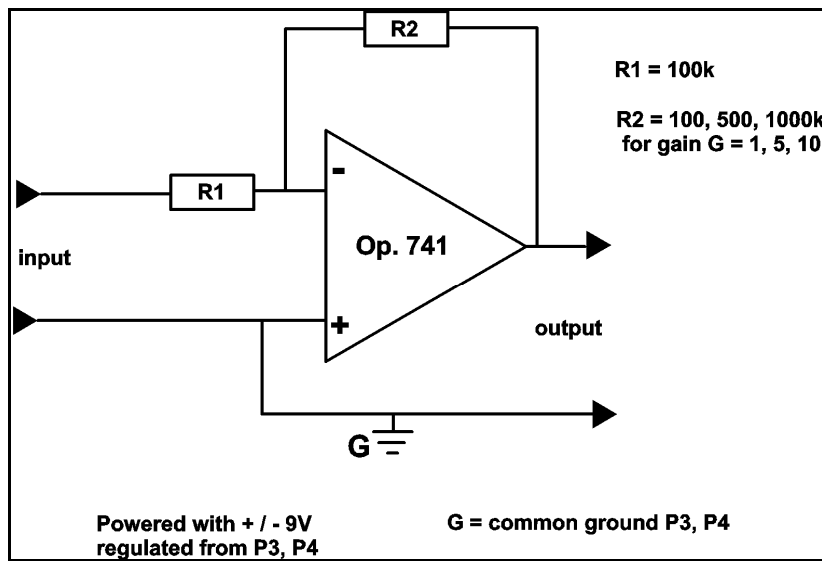 R2
R1 = 100k
R2 = 100, 500, 1000k
for gain G = 1, 5, 10
-
R1
Op. 741
input
+
output
G
Powered with + / - 9V
regulated from P3, P4
G = common ground P3, P4